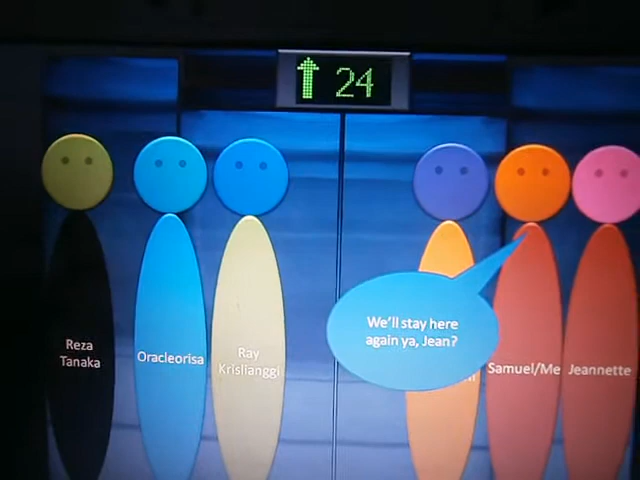 24
We'll stay here
again ya, Jean?
Reza
Tanaka
Oracleorisa
Ray
Krislianggi
Samuel/Me
Jeannette